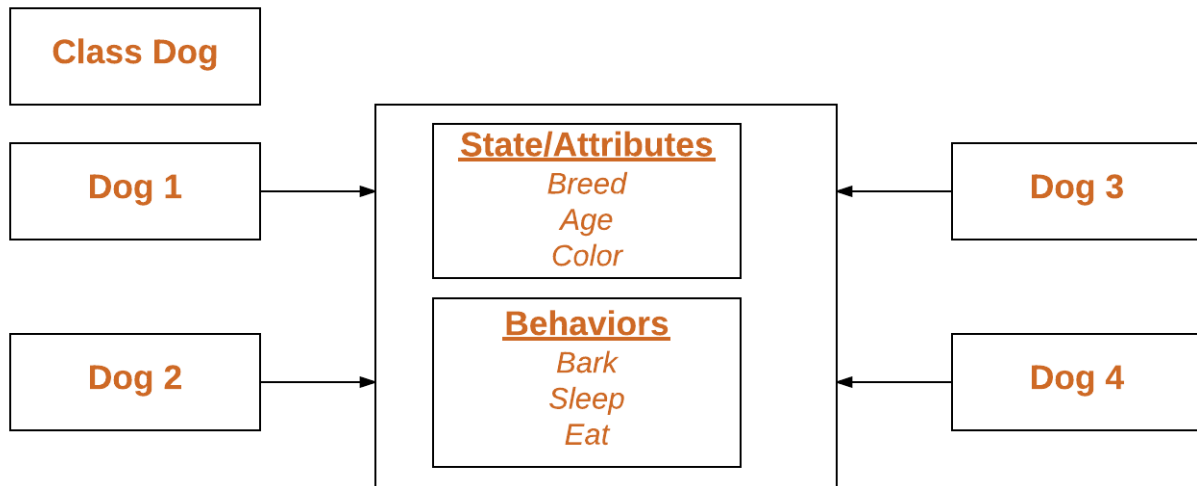 Class Dog
Dog 1
Dog 2
State/Attributes
Breed
Age
Color
Behaviors
Bark
Sleep
Eat
Dog 3
Dog 4